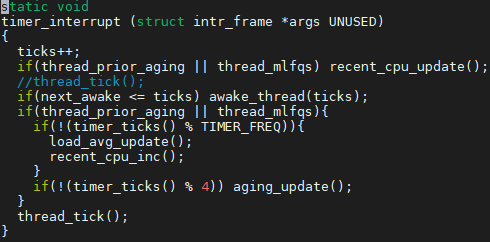 static void
timer_interrupt (struct intr_frame *args UNUSED)
{
  ticks++;
  if(thread_prior_aging || thread_mlfqs) recent_cpu_update();
  //thread_tick();
  if(next_awake <= ticks) awake_thread(ticks);
  if(thread_prior_aging || thread_mlfqs){
    if(!(timer_ticks() % TIMER_FREQ)){
      load_avg_update();
      recent_cpu_inc();
    }
    if(!(timer_ticks() % 4)) aging_update();
  }
  thread_tick();
}